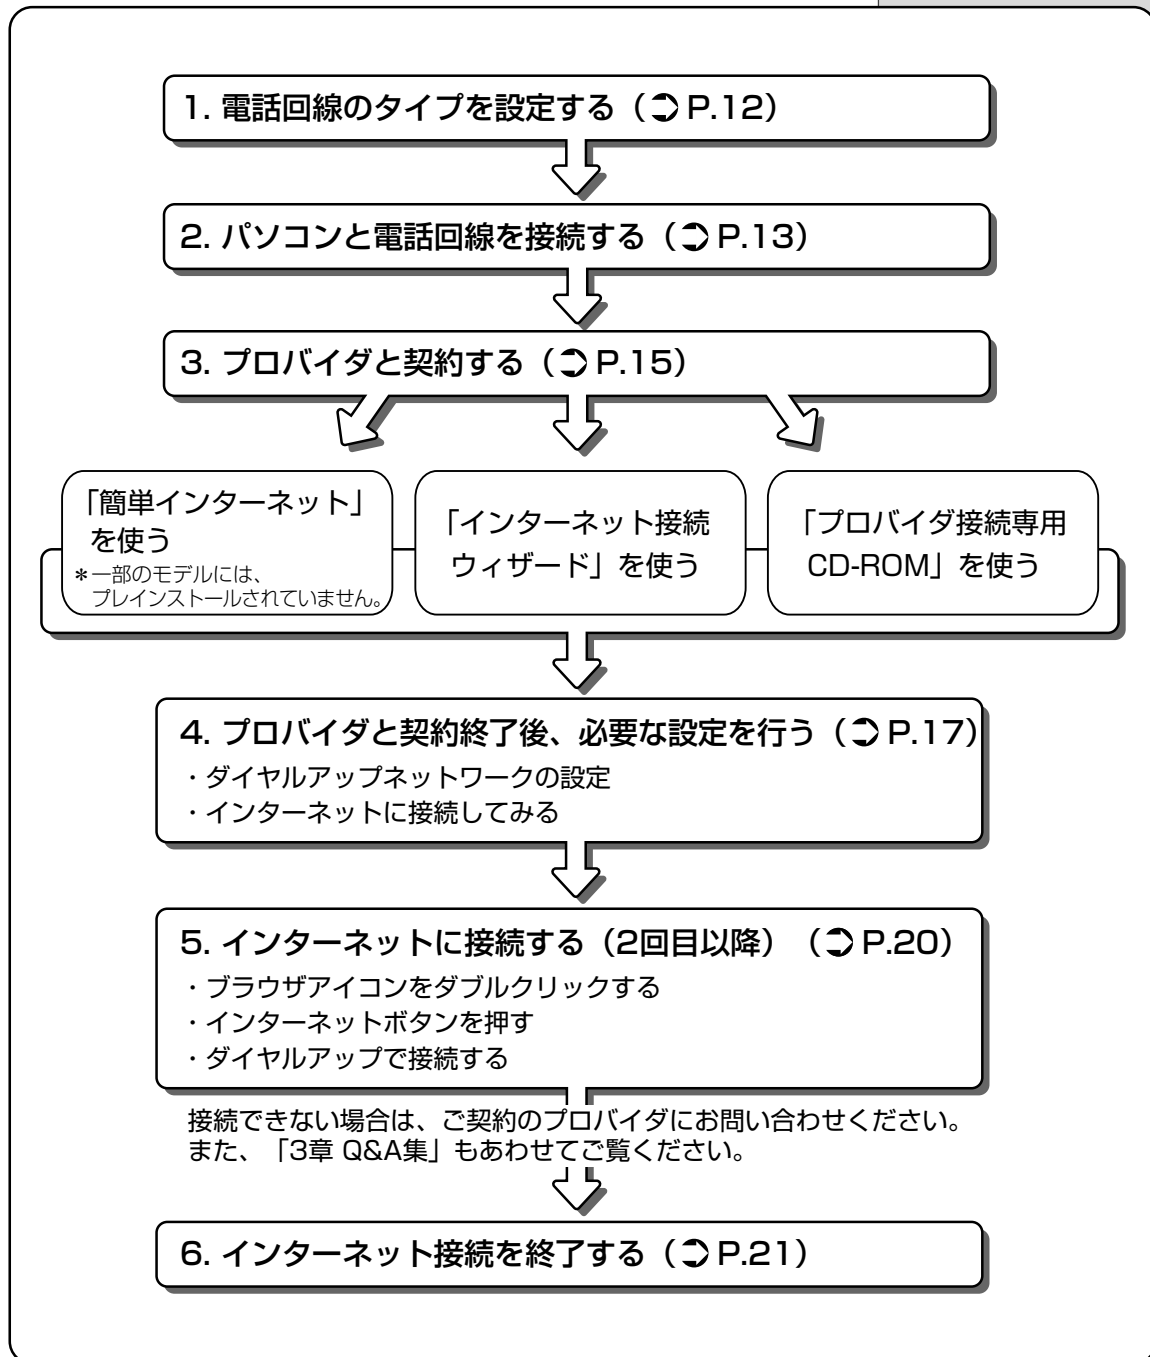 1. 電話回線のタイプを設定する（➲ P.12）
2. パソコンと電話回線を接続する（➲ P.13）
3. プロバイダと契約する（➲ P.15）
「簡単インターネット」
を使う
＊一部のモデルには、
プレインストールされていません。
「インターネット接続
ウィザード」を使う
「プロバイダ接続専用
CD-ROM」を使う
4. プロバイダと契約終了後、必要な設定を行う（➲ P.17）
・ダイヤルアップネットワークの設定
・インターネットに接続してみる
5. インターネットに接続する（2回目以降）（➲ P.20）
・ブラウザアイコンをダブルクリックする
・インターネットボタンを押す
・ダイヤルアップで接続する
接続できない場合は、ご契約のプロバイダにお問い合わせください。
また、「3章 Q&A集」もあわせてご覧ください。
6. インターネット接続を終了する（➲ P.21）